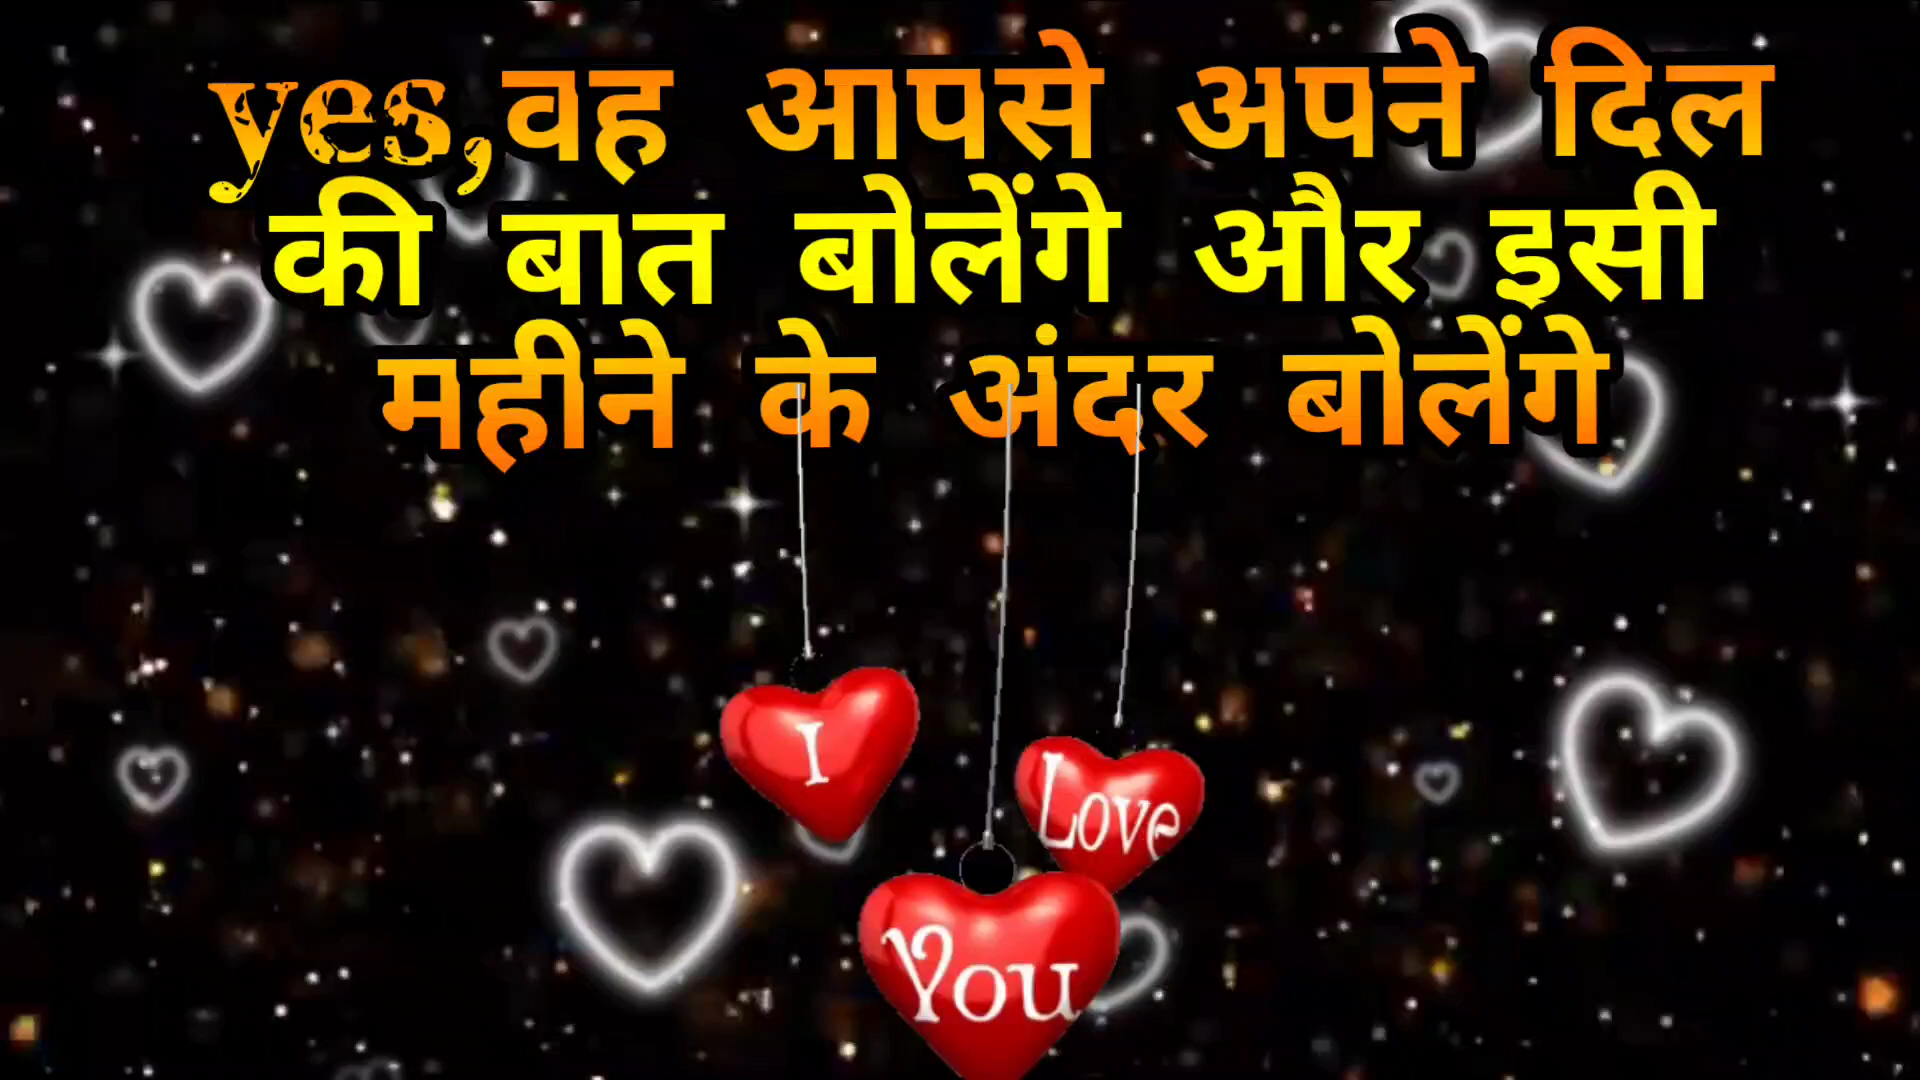 yes,वह आपसे अपने दिल
की बात बोलेंगे और इसी
महीने के अंदर बोलेंगे
I
Love
You